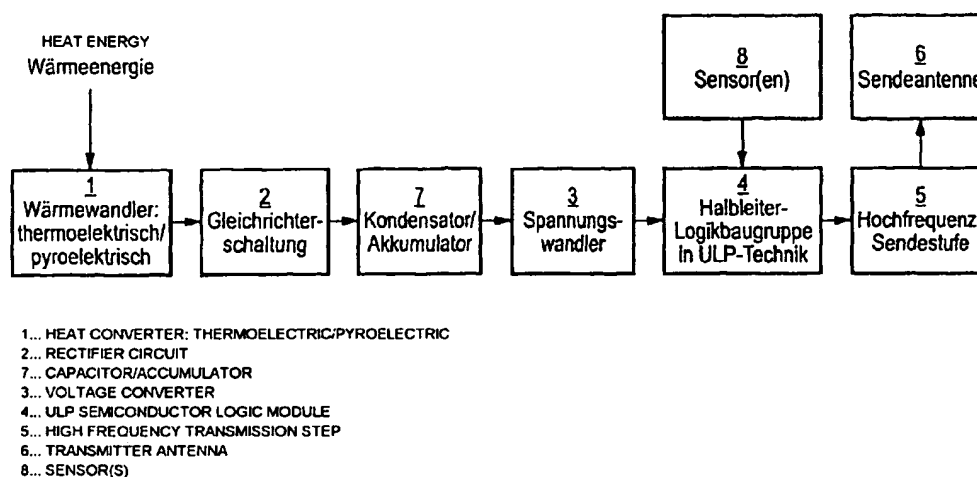 HEAT ENERGY
Wärmeenergie
8
Sensor(en)
6
Sendeantenne
1
Wärmewandler:
thermoelektrisch/
pyroelektrisch
2
Gleichrichter-
schaltung
7
Kondensator/
Akkumulator
3
Spannungs-
wandler
4
Halbleiter-
Logikbaugruppe
in ULP-Technik
5
Hochfrequenz
Sendestufe
1... HEAT CONVERTER: THERMOELECTRIC/PYROELECTRIC
2... RECTIFIER CIRCUIT
7... CAPACITOR/ACCUMULATOR
3... VOLTAGE CONVERTER
4... ULP SEMICONDUCTOR LOGIC MODULE
5... HIGH FREQUENCY TRANSMISSION STEP
6... TRANSMITTER ANTENNA
8... SENSOR(S)